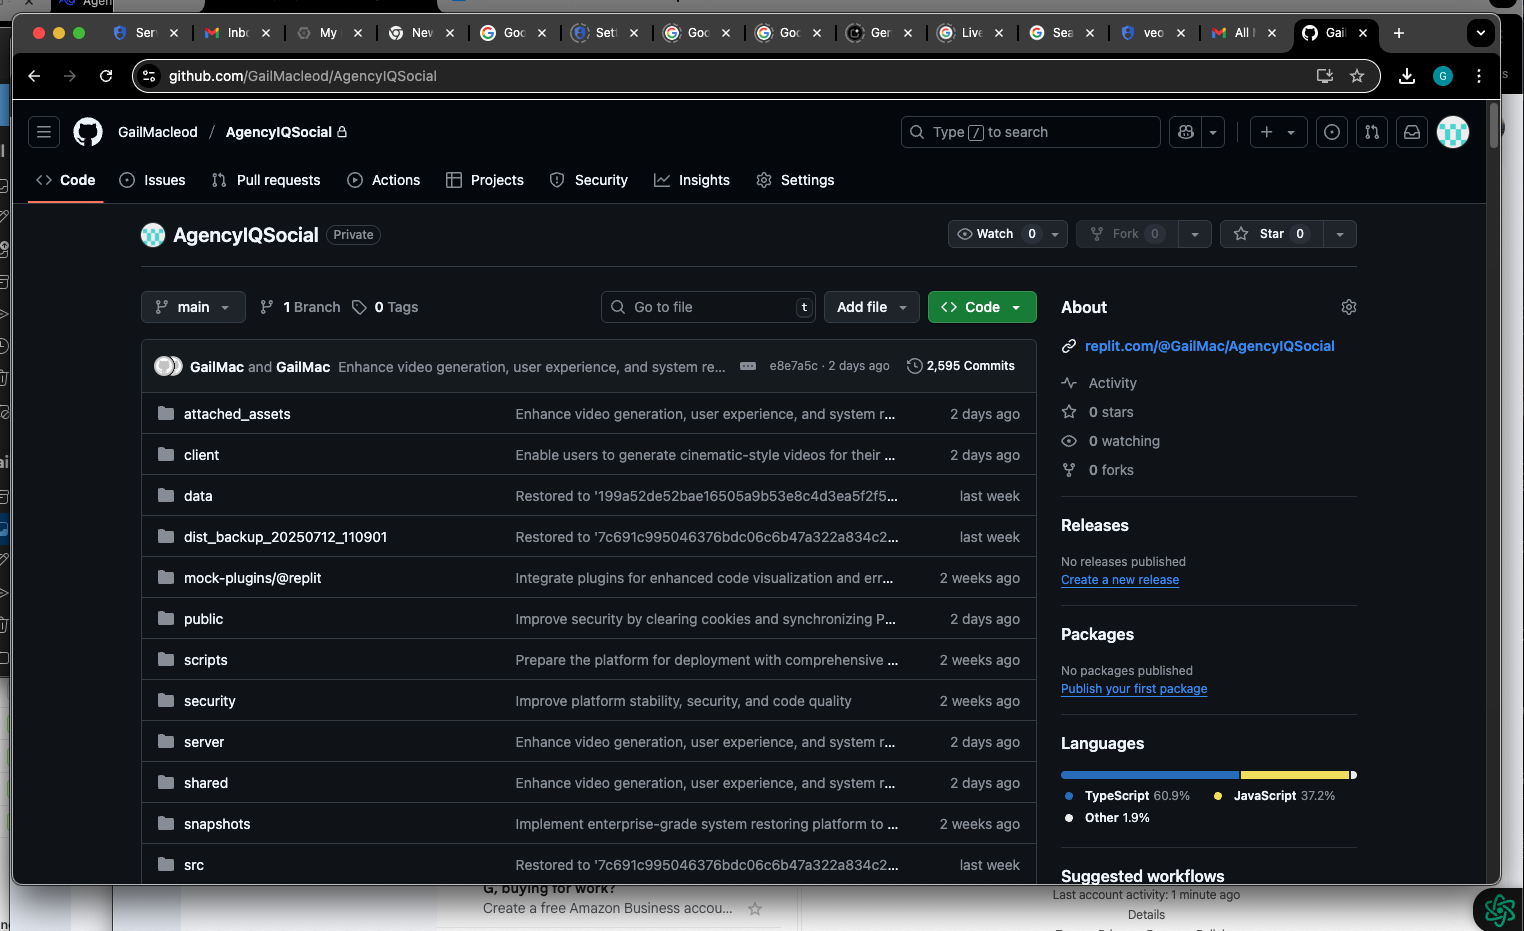 Agen
Ser
Inb
My
Nev
Goo
Sett
Goo
Goo
Ger
Live
Sea
veo
All
Gail
github.com/GailMacleod/AgencyIQSocial
G
GailMacleod / AgencyIQSocial
Type / to search
Code
Issues
Pull requests
Actions
Projects
Security
Insights
Settings
AgencyIQSocial Private
Watch 0
Fork 0
Star 0
main
1 Branch
0 Tags
Go to file t
Add file
Code
GailMac and GailMac Enhance video generation, user experience, and system re... e8e7a5c · 2 days ago 2,595 Commits
attached_assets Enhance video generation, user experience, and system r... 2 days ago
client Enable users to generate cinematic-style videos for their ... 2 days ago
data Restored to '199a52de52bae16505a9b53e8c4d3ea5f2f5... last week
dist_backup_20250712_110901 Restored to '7c691c995046376bdc06c6b47a322a834c2... last week
mock-plugins/@replit Integrate plugins for enhanced code visualization and err... 2 weeks ago
public Improve security by clearing cookies and synchronizing P... 2 days ago
scripts Prepare the platform for deployment with comprehensive ... 2 weeks ago
security Improve platform stability, security, and code quality 2 weeks ago
server Enhance video generation, user experience, and system r... 2 days ago
shared Enhance video generation, user experience, and system r... 2 days ago
snapshots Implement enterprise-grade system restoring platform to ... 2 weeks ago
src Restored to '7c691c995046376bdc06c6b47a322a834c2... last week
About
replit.com/@GailMac/AgencyIQSocial
Activity
0 stars
0 watching
0 forks
Releases
No releases published
Create a new release
Packages
No packages published
Publish your first package
Languages
TypeScript 60.9% JavaScript 37.2%
Other 1.9%
Suggested workflows
G, buying for work?
Create a free Amazon Business accou...
Last account activity: 1 minute ago
Details